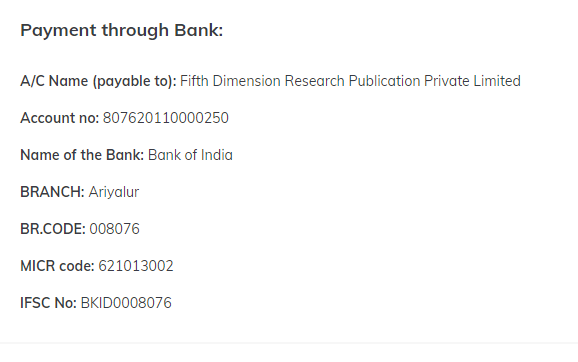 Payment through Bank:
A/C Name (payable to): Fifth Dimension Research Publication Private Limited
Account no: 807620110000250
Name of the Bank: Bank of India
BRANCH: Ariyalur
BR.CODE: 008076
MICR code: 621013002
IFSC No: BKID0008076